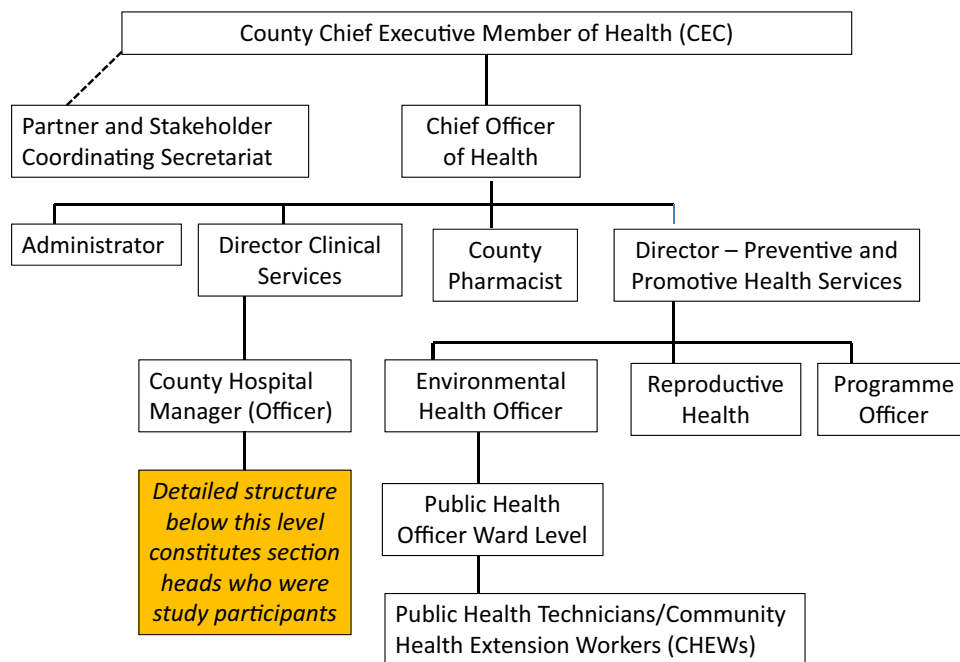 County Chief Executive Member of Health (CEC)
Partner and Stakeholder
Coordinating Secretariat
Chief Officer
of Health
Administrator
Director Clinical
Services
County
Pharmacist
Director – Preventive and
Promotive Health Services
County Hospital
Manager (Officer)
Environmental
Health Officer
Reproductive
Health
Programme
Officer
Detailed structure
below this level
constitutes section
heads who were
study participants
Public Health
Officer Ward Level
Public Health Technicians/Community
Health Extension Workers (CHEWs)